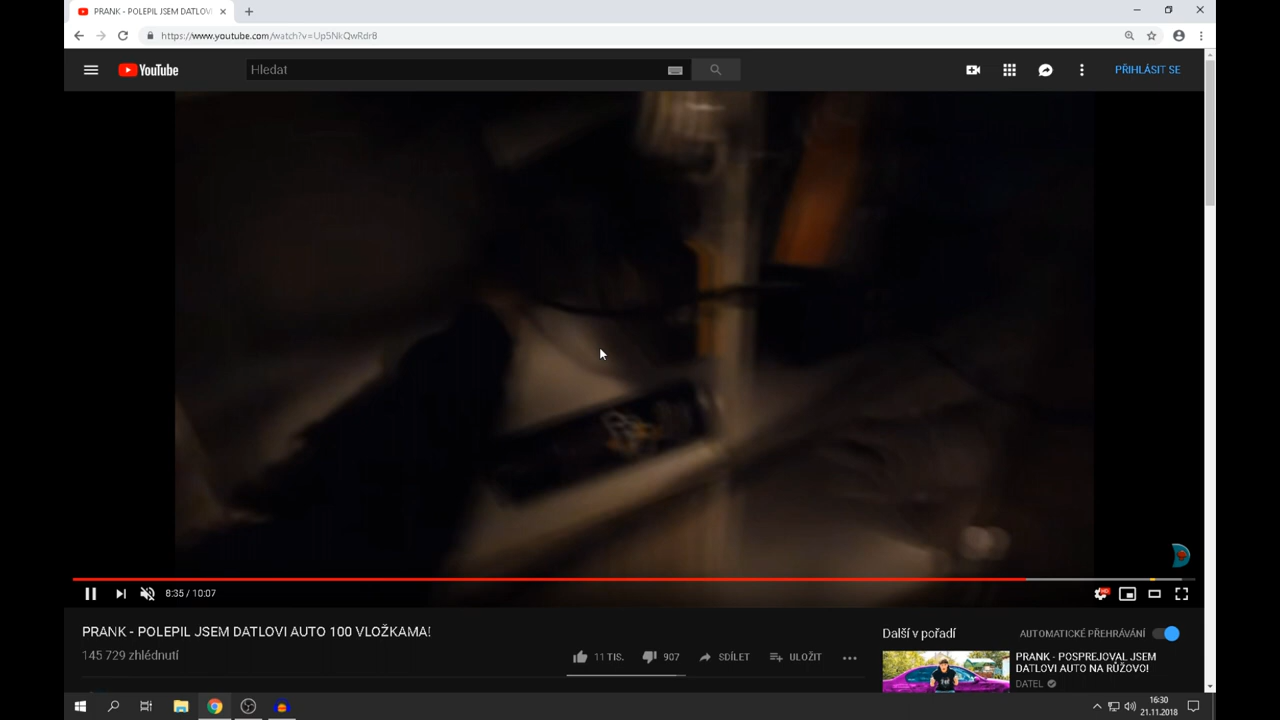 PRANK - POLEPIL JSEM DATLOVI
https://www.youtube.com/watch?v=Up5NkQwRdr8
YouTube
Hledat
PŘIHLÁSIT SE
8:35 / 10:07
HD
PRANK - POLEPIL JSEM DATLOVI AUTO 100 VLOŽKAMA!
145 729 zhlédnutí
11 TIS.
907
SDÍLET
ULOŽIT
Další v pořadí
AUTOMATICKÉ PŘEHRÁVÁNÍ
PRANK - POSPREJOVAL JSEM
DATLOVI AUTO NA RŮŽOVO!
DATEL
16:30
21.11.2018